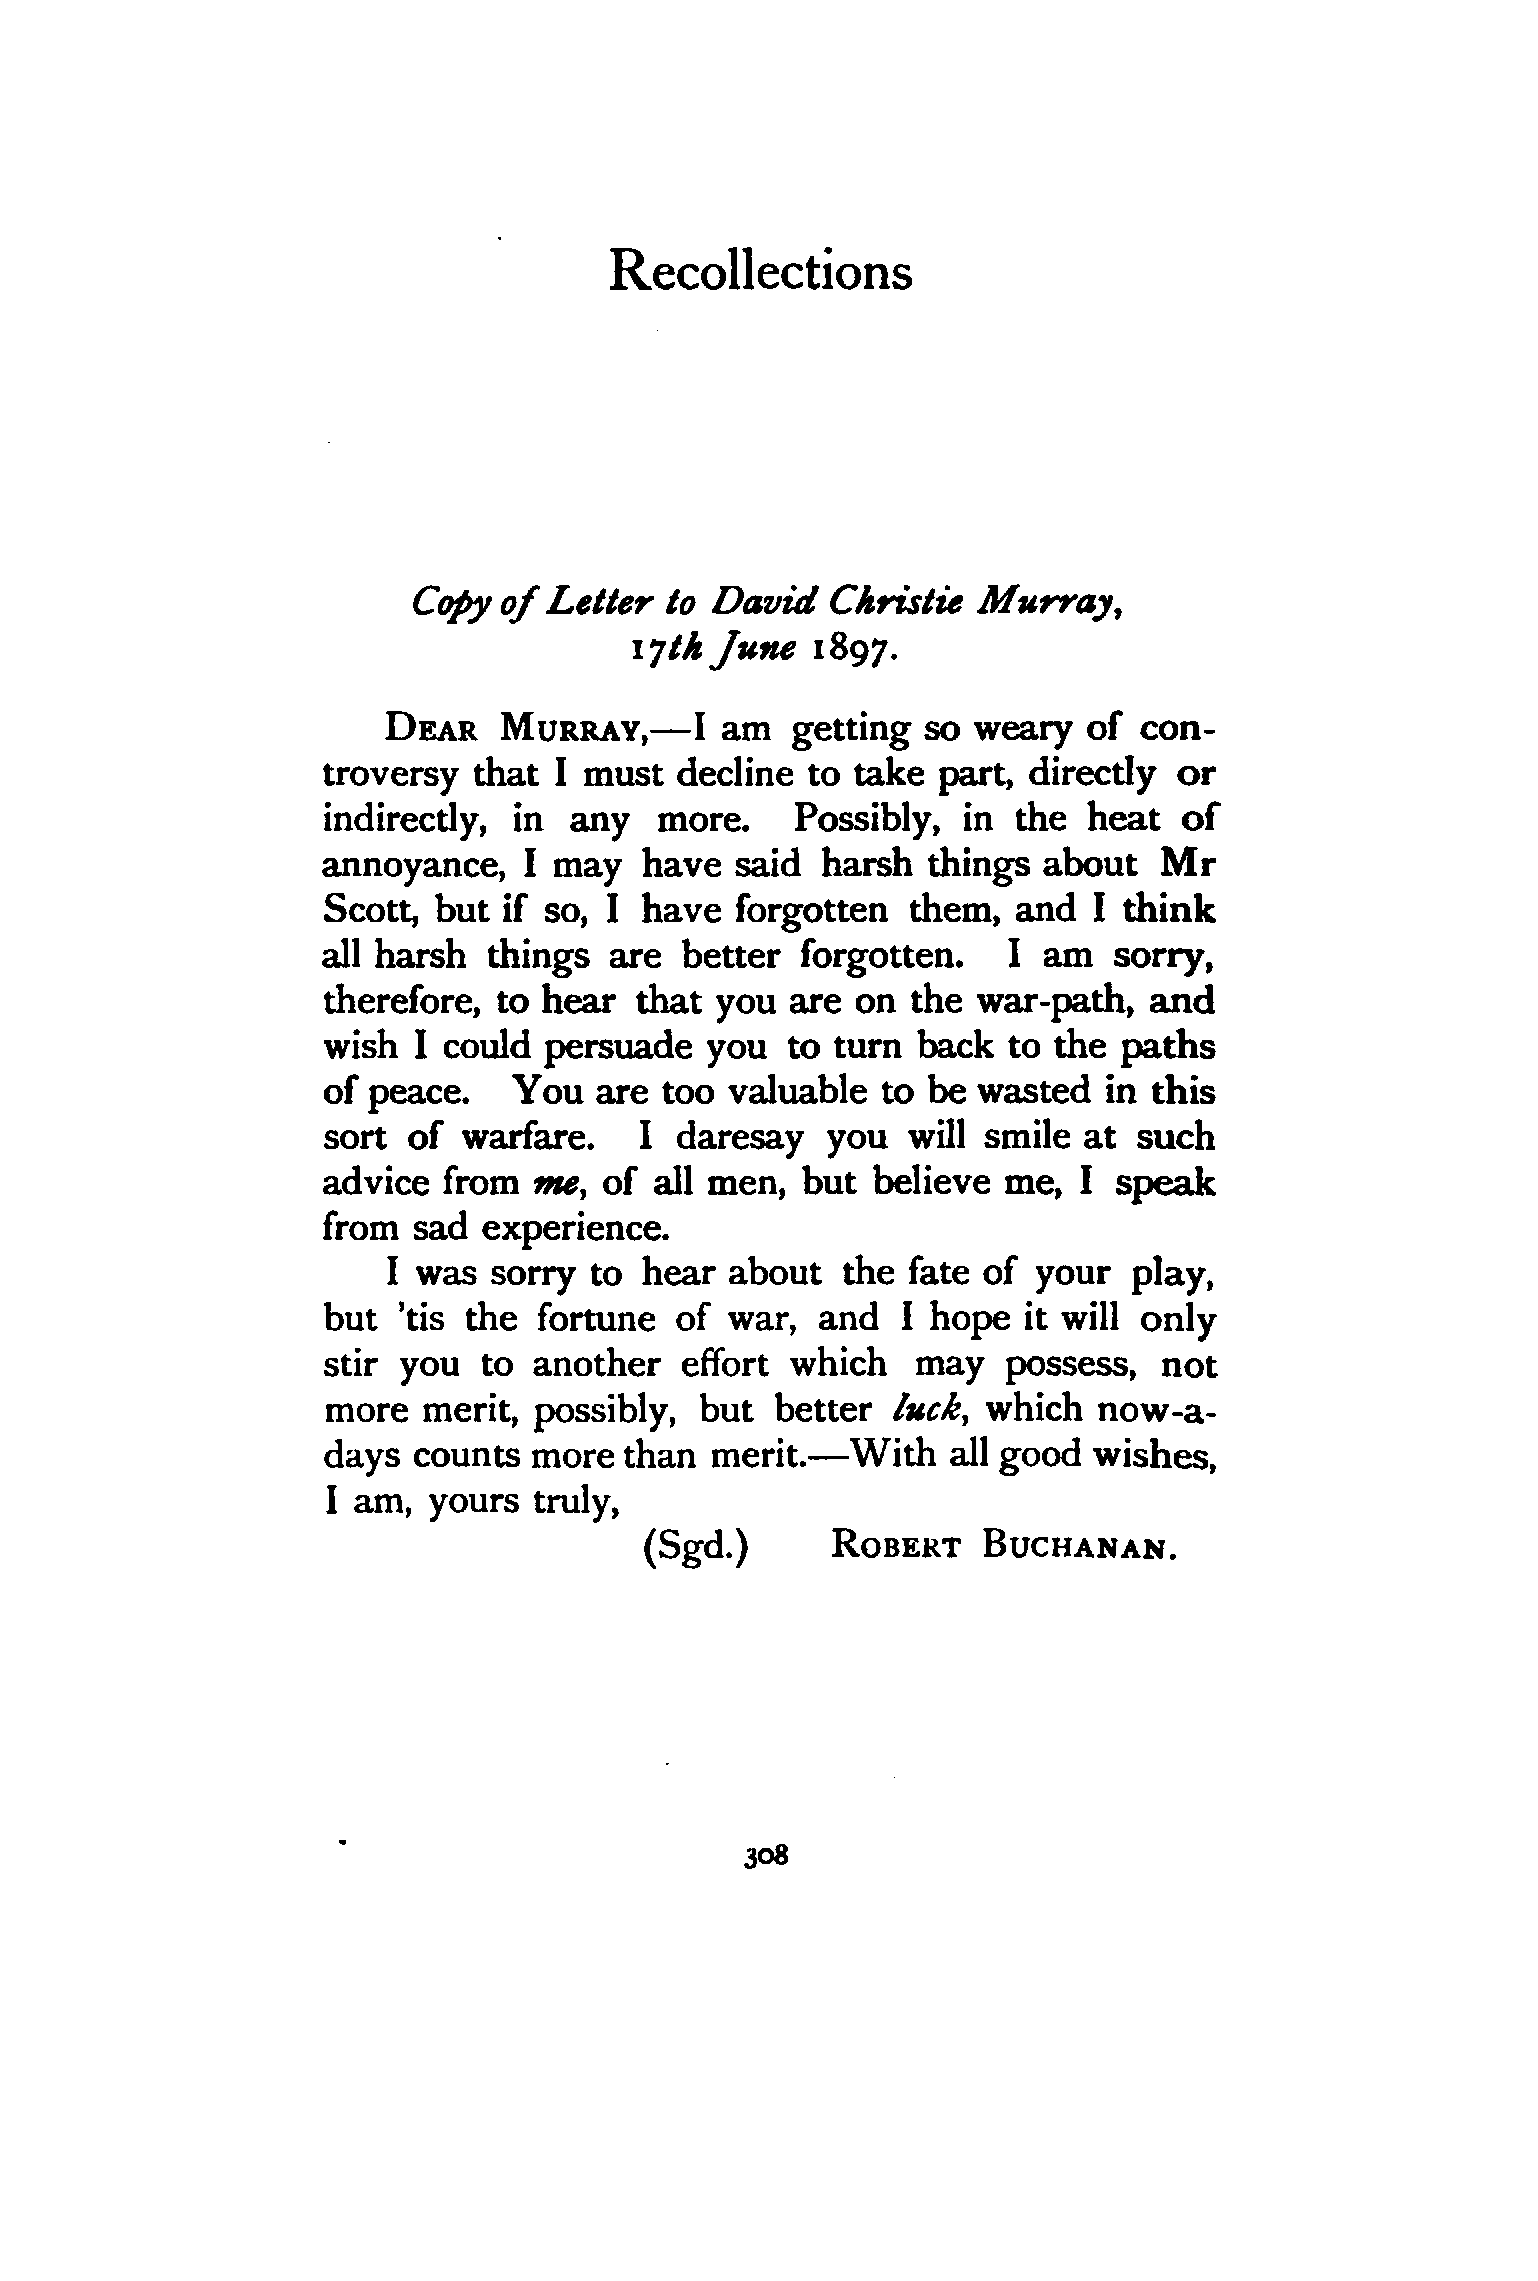 Recollections
Copy of Letter to David Christie Murray,
17th June 1897.
DEAR MURRAY,—I am getting so weary of con-
troversy that I must decline to take part, directly or
indirectly, in any more. Possibly, in the heat of
annoyance, I may have said harsh things about Mr
Scott, but if so, I have forgotten them, and I think
all harsh things are better forgotten. I am sorry,
therefore, to hear that you are on the war-path, and
wish I could persuade you to turn back to the paths
of peace. You are too valuable to be wasted in this
sort of warfare. I daresay you will smile at such
advice from me, of all men, but believe me, I speak
from sad experience.
I was sorry to hear about the fate of your play,
but ’tis the fortune of war, and I hope it will only
stir you to another effort which may possess, not
more merit, possibly, but better luck, which now-a-
days counts more than merit.—With all good wishes,
I am, yours truly,
(Sgd.) ROBERT BUCHANAN.
308